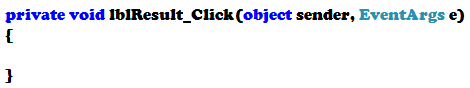 private void lblResult_Click(object sender, EventArgs e)
{
}